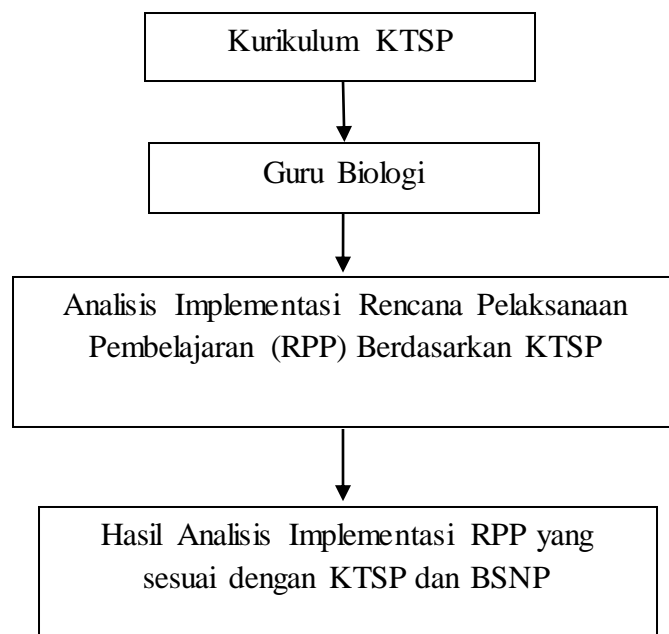 Kurikulum KTSP
Guru Biologi
Analisis Implementasi Rencana Pelaksanaan
Pembelajaran (RPP) Berdasarkan KTSP
Hasil Analisis Implementasi RPP yang
sesuai dengan KTSP dan BSNP